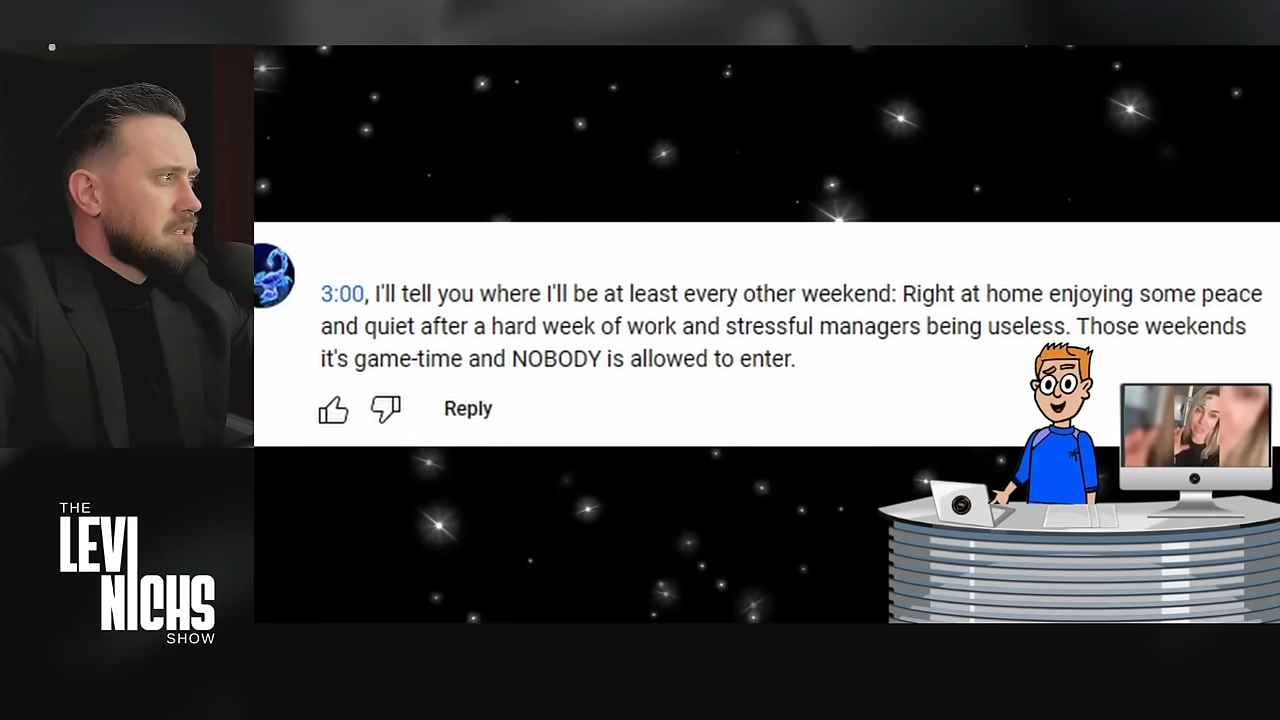 3:00, I'll tell you where I'll be at least every other weekend: Right at home enjoying some peace
and quiet after a hard week of work and stressful managers being useless. Those weekends
it's game-time and NOBODY is allowed to enter.
Reply
THE
LEVI
NICHS
SHOW